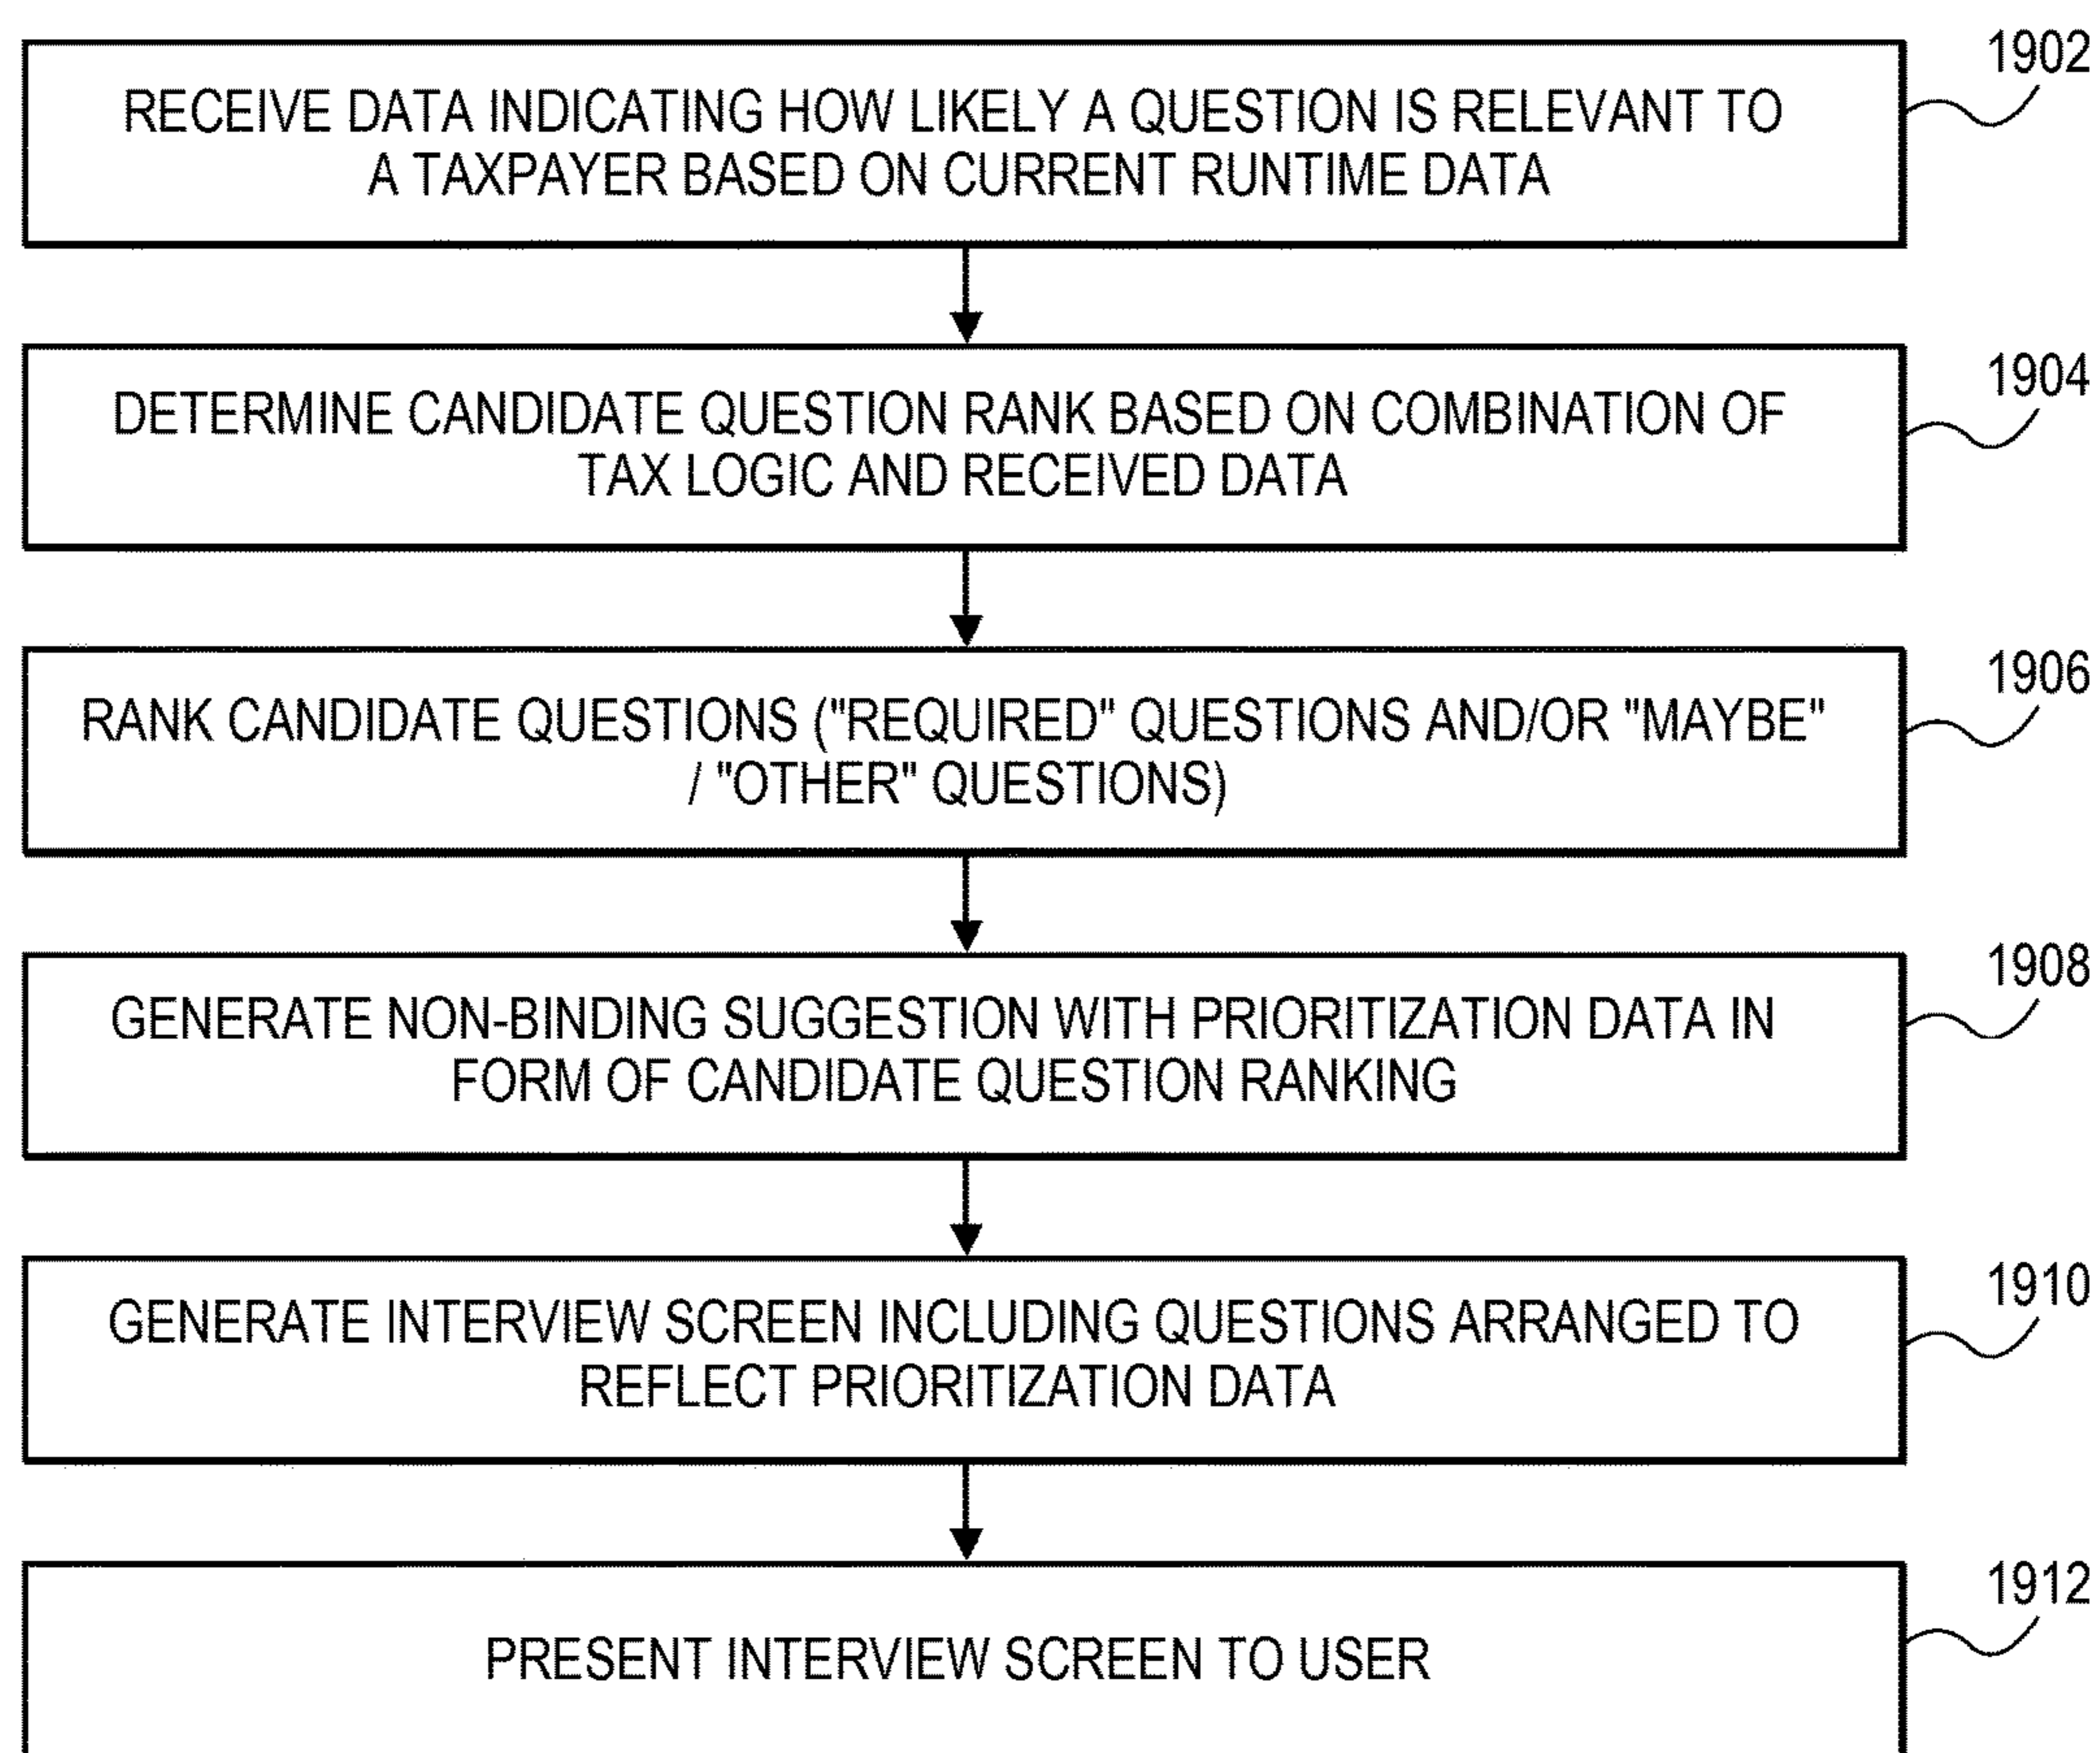 1902
RECEIVE DATA INDICATING HOW LIKELY A QUESTION IS RELEVANT TO
A TAXPAYER BASED ON CURRENT RUNTIME DATA
1904
DETERMINE CANDIDATE QUESTION RANK BASED ON COMBINATION OF
TAX LOGIC AND RECEIVED DATA
1906
RANK CANDIDATE QUESTIONS ("REQUIRED" QUESTIONS AND/OR "MAYBE"
/ "OTHER" QUESTIONS)
1908
GENERATE NON-BINDING SUGGESTION WITH PRIORITIZATION DATA IN
FORM OF CANDIDATE QUESTION RANKING
1910
GENERATE INTERVIEW SCREEN INCLUDING QUESTIONS ARRANGED TO
REFLECT PRIORITIZATION DATA
1912
PRESENT INTERVIEW SCREEN TO USER